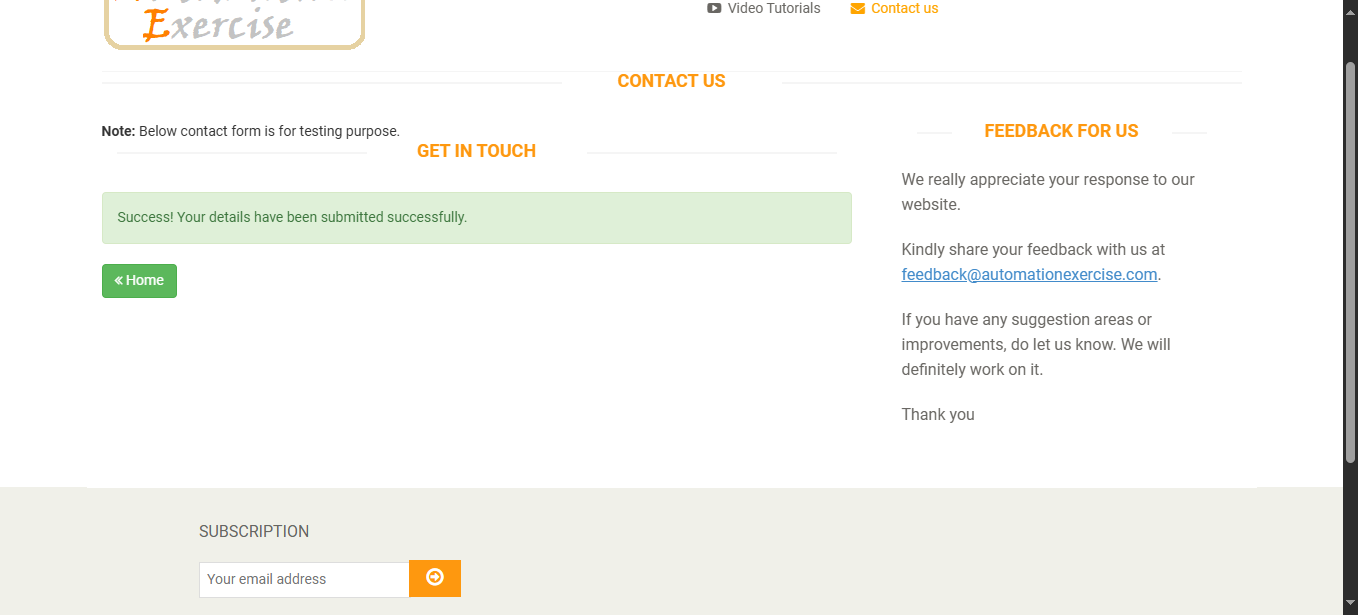 Exercise
Video Tutorials
Contact us
CONTACT US
Note: Below contact form is for testing purpose.
GET IN TOUCH
Success! Your details have been submitted successfully.
« Home
FEEDBACK FOR US
We really appreciate your response to our
website.
Kindly share your feedback with us at
feedback@automationexercise.com.
If you have any suggestion areas or
improvements, do let us know. We will
definitely work on it.
Thank you
SUBSCRIPTION
Your email address